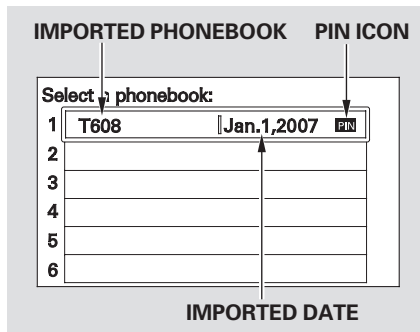 IMPORTED PHONEBOOK PIN ICON
Select a phonebook:
1 T608 Jan.1,2007 PIN
2
3
4
5
6
IMPORTED DATE